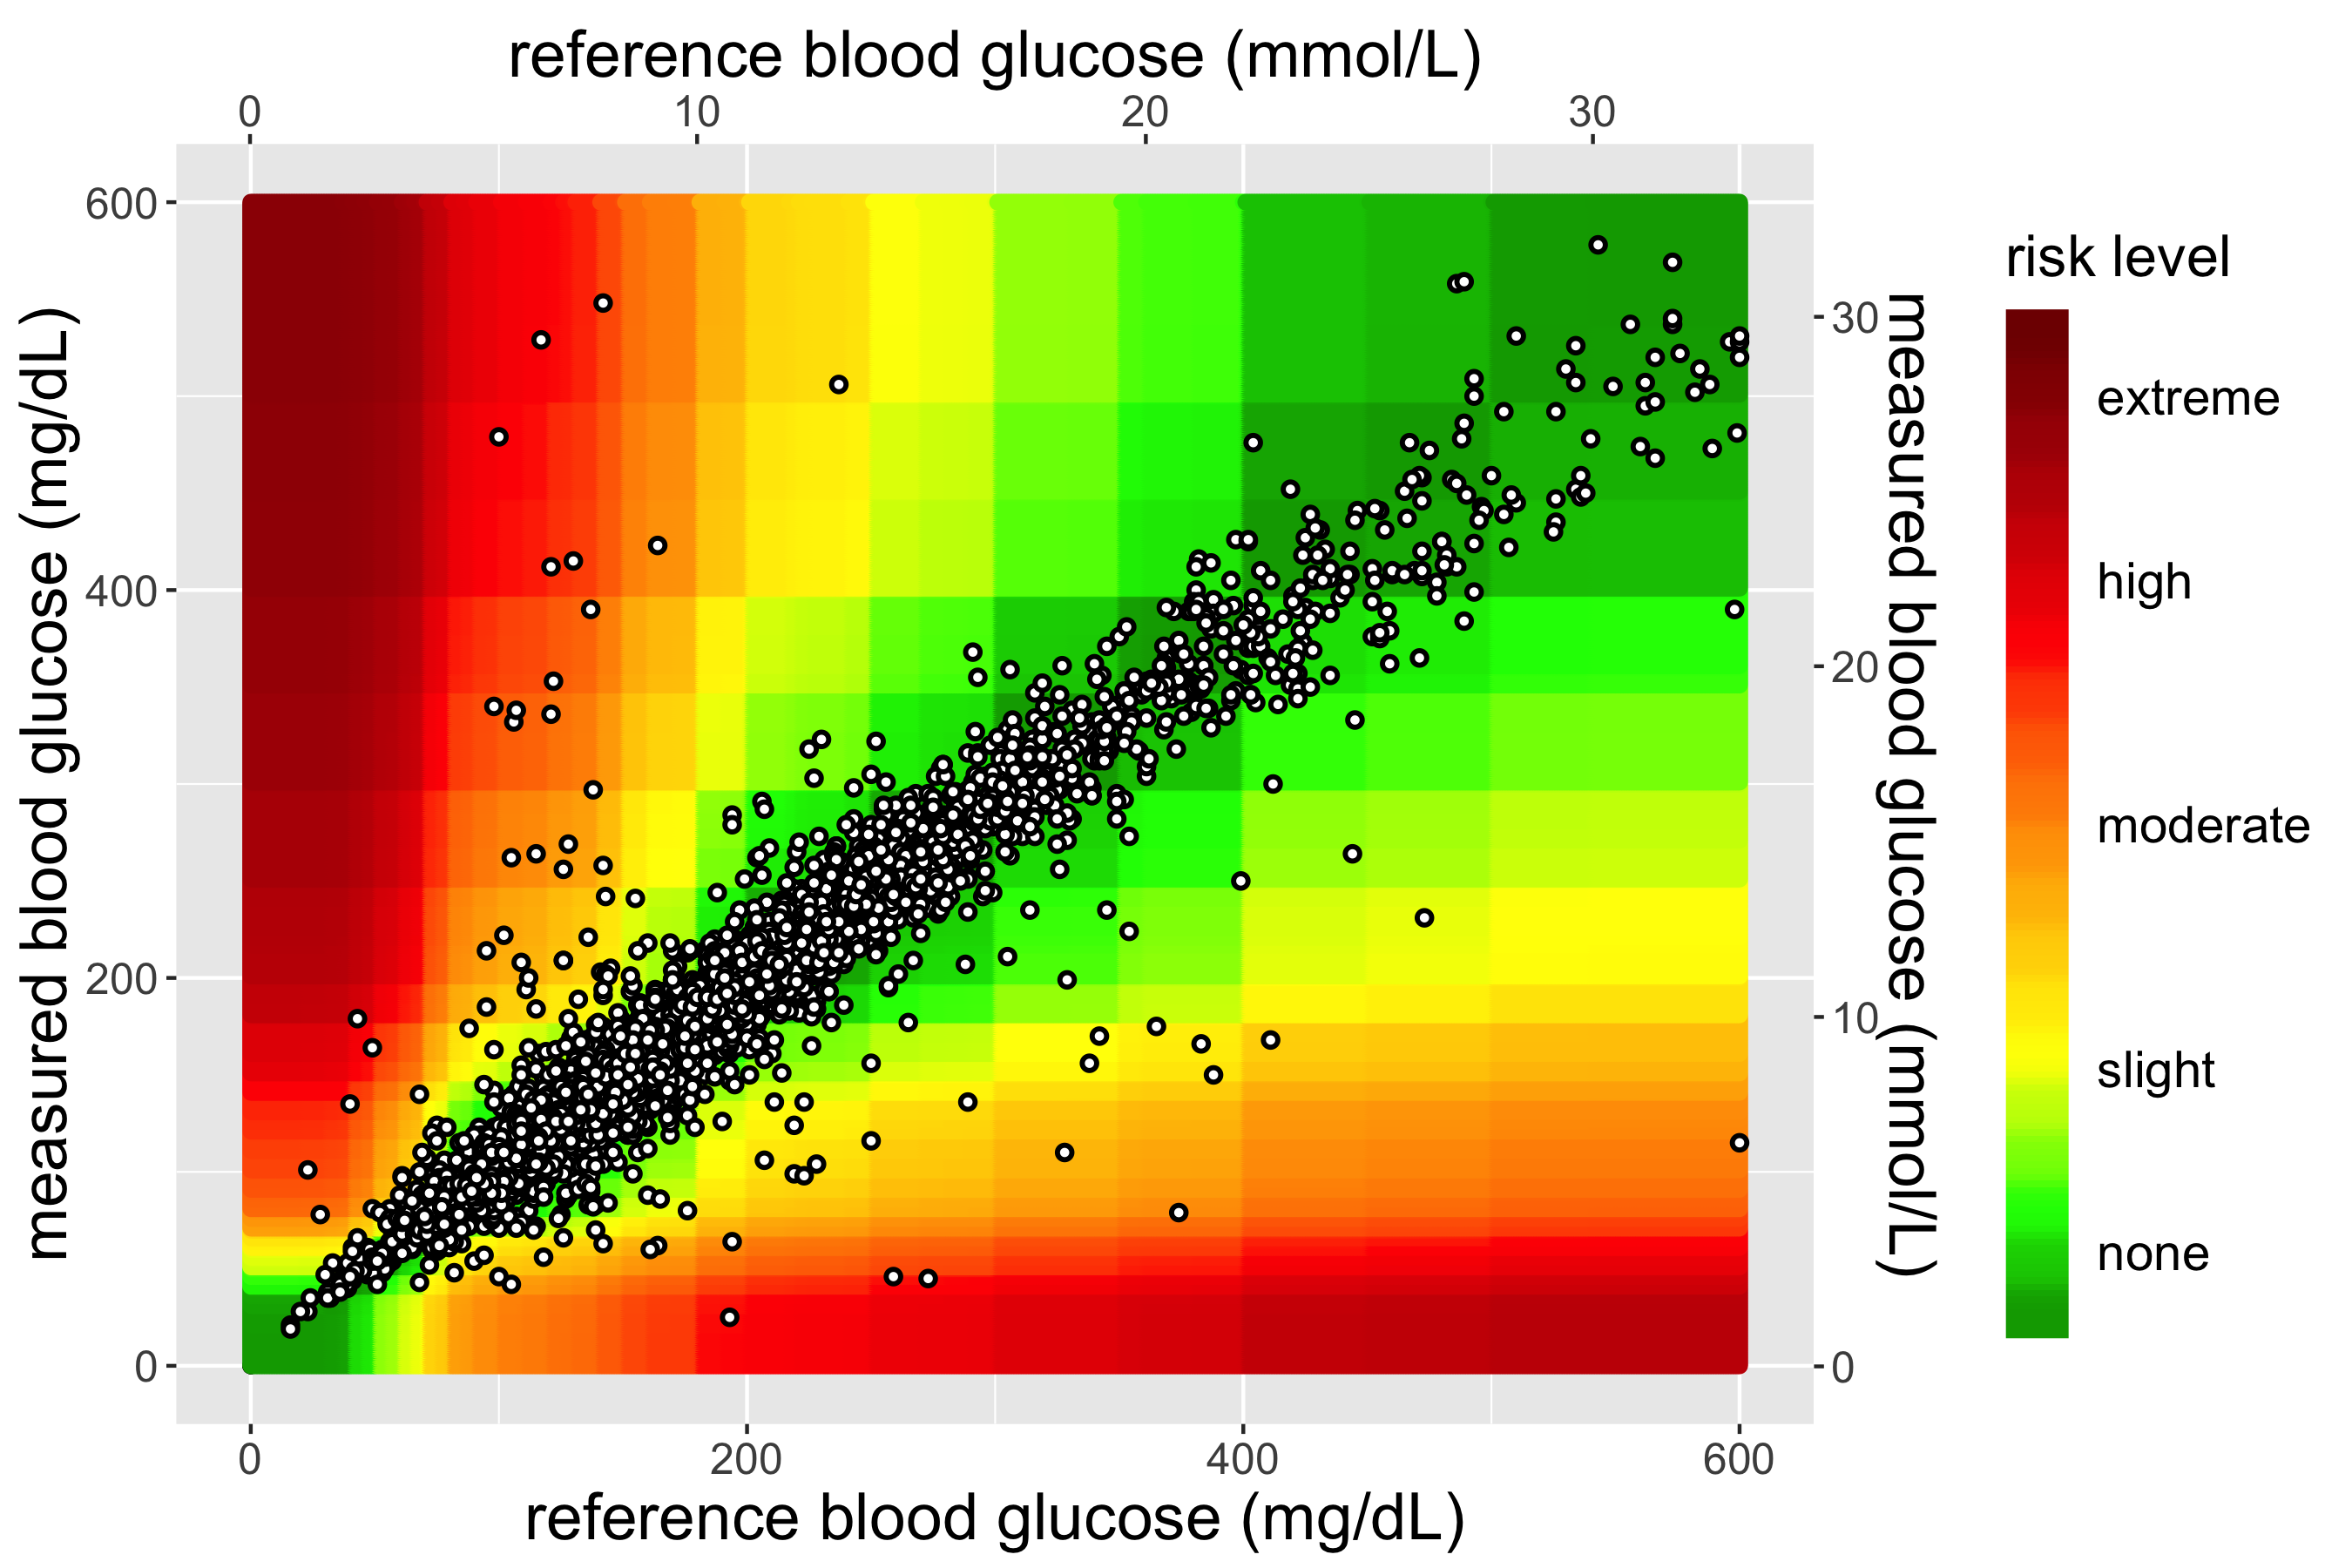 reference blood glucose (mmol/L)
0 10 20 30
measured blood glucose (mg/dL)
600
400
200
0
30
20
10
0
measured blood glucose (mmol/L)
0 200 400 600
reference blood glucose (mg/dL)
risk level
extreme
high
moderate
slight
none